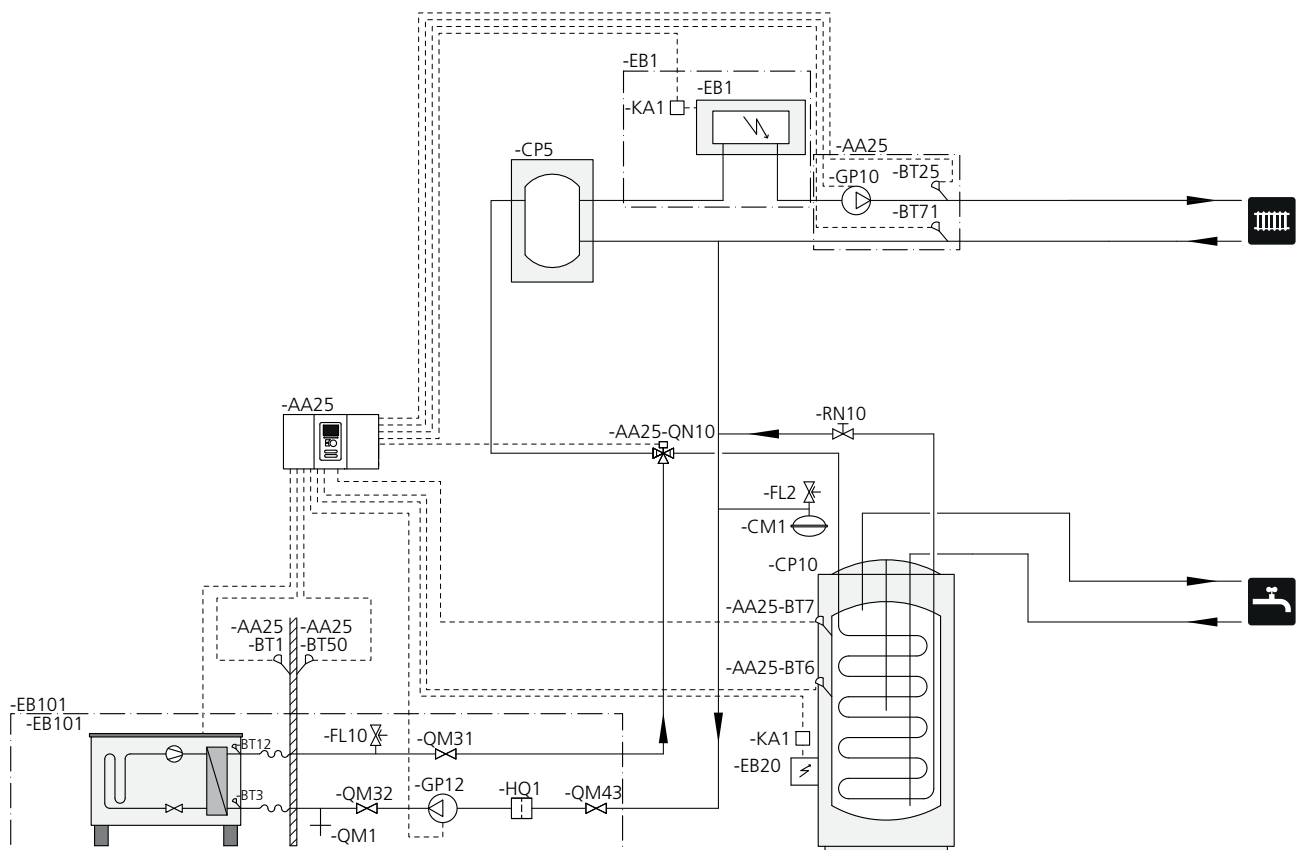 -EB1
-EB1
-KA1
-CP5
-AA25
-GP10
-BT25
-BT71
-AA25
-RN10
-AA25-QN10
-FL2
-CM1
-CP10
-AA25-BT7
-AA25
-BT1
-AA25
-BT50
-AA25-BT6
-EB101
-EB101
-BT12
-FL10
-QM31
-KA1
-EB20
-BT3
-QM32
-GP12
-HQ1
-QM43
-QM1